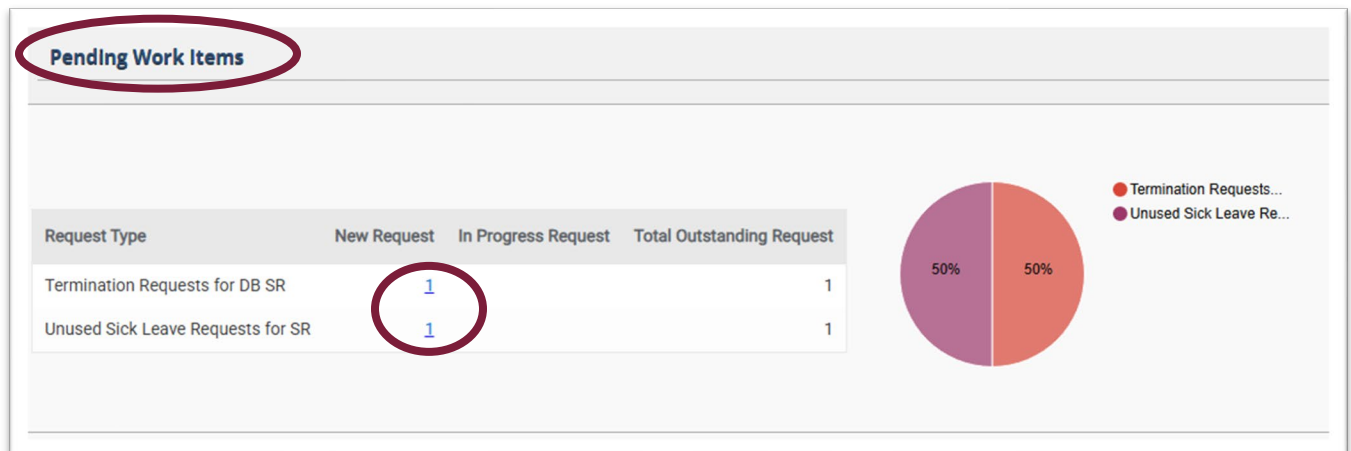 Pending Work Items
Request Type New Request In Progress Request Total Outstanding Request
Termination Requests for DB SR 1 1
Unused Sick Leave Requests for SR 1 1
50% 50%
Termination Requests...
Unused Sick Leave Re...